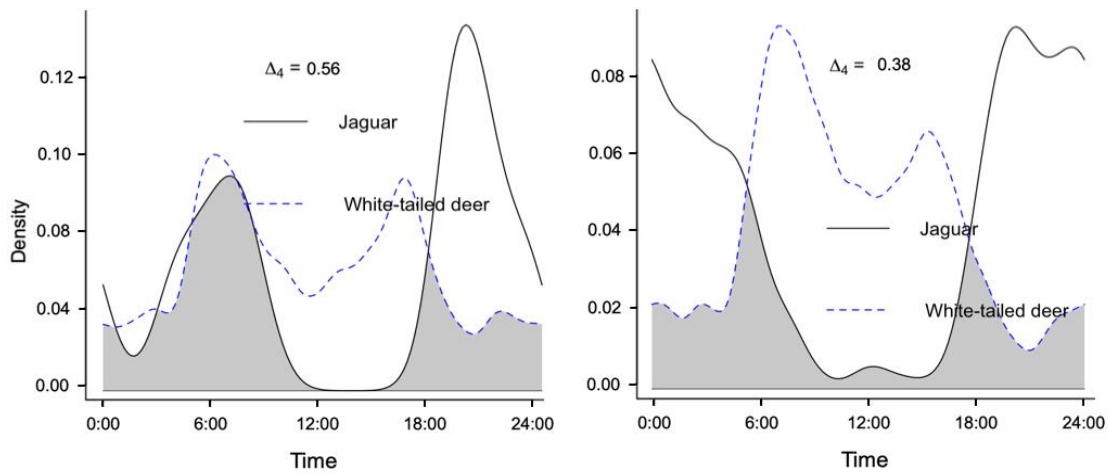 Δ4 = 0.56
Jaguar
White-tailed deer
Density
0.12
0.10
0.08
0.04
0.00
0:00 6:00 12:00 18:00 24:00
Time
Δ4 = 0.38
Jaguar
White-tailed deer
0.08
0.06
0.04
0.02
0.00
0:00 6:00 12:00 18:00 24:00
Time